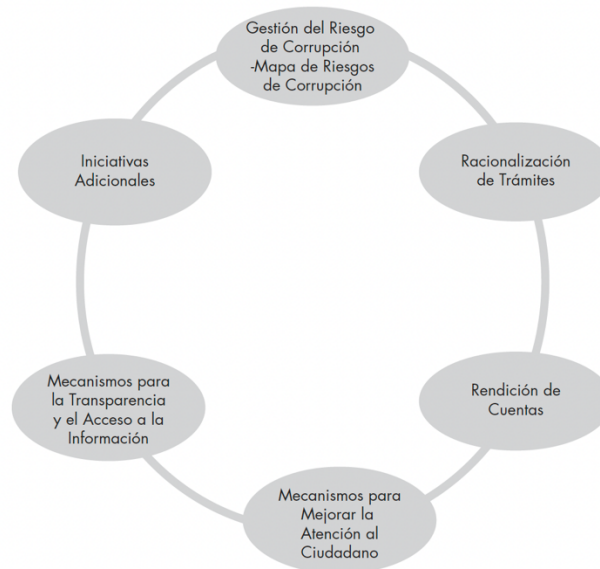 Gestión del Riesgo
de Corrupción
-Mapa de Riesgos
de Corrupción
Racionalización
de Trámites
Rendición de
Cuentas
Mecanismos para
Mejorar la
Atención al
Ciudadano
Mecanismos para
la Transparencia
y el Acceso a la
Información
Iniciativas
Adicionales